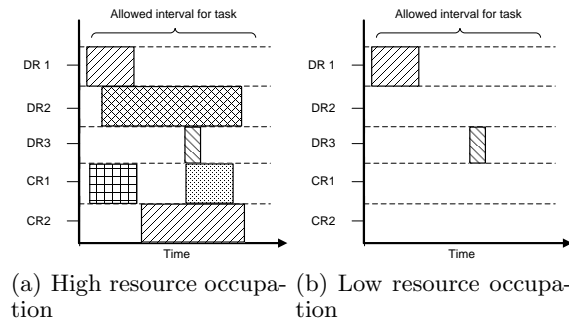 Allowed interval for task
DR 1
DR2
DR3
CR1
CR2
Time
(a) High resource occupa-
tion
Allowed interval for task
DR 1
DR2
DR3
CR1
CR2
Time
(b) Low resource occupa-
tion